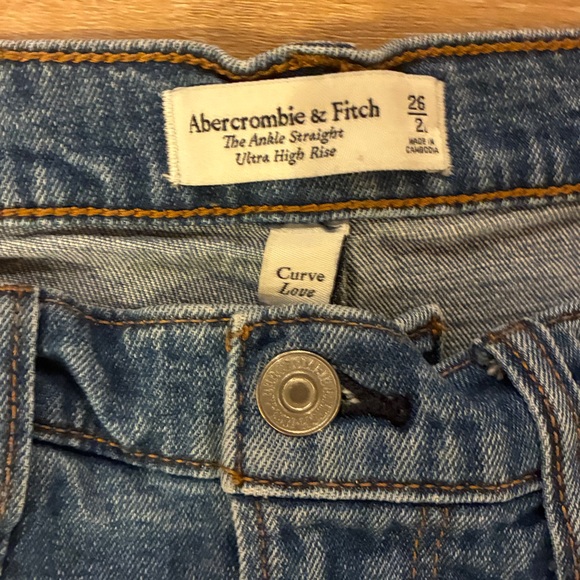 Abercrombie & Fitch
The Ankle Straight
Ultra High Rise
26
MADE IN
CAMBODIA
Curve
Love